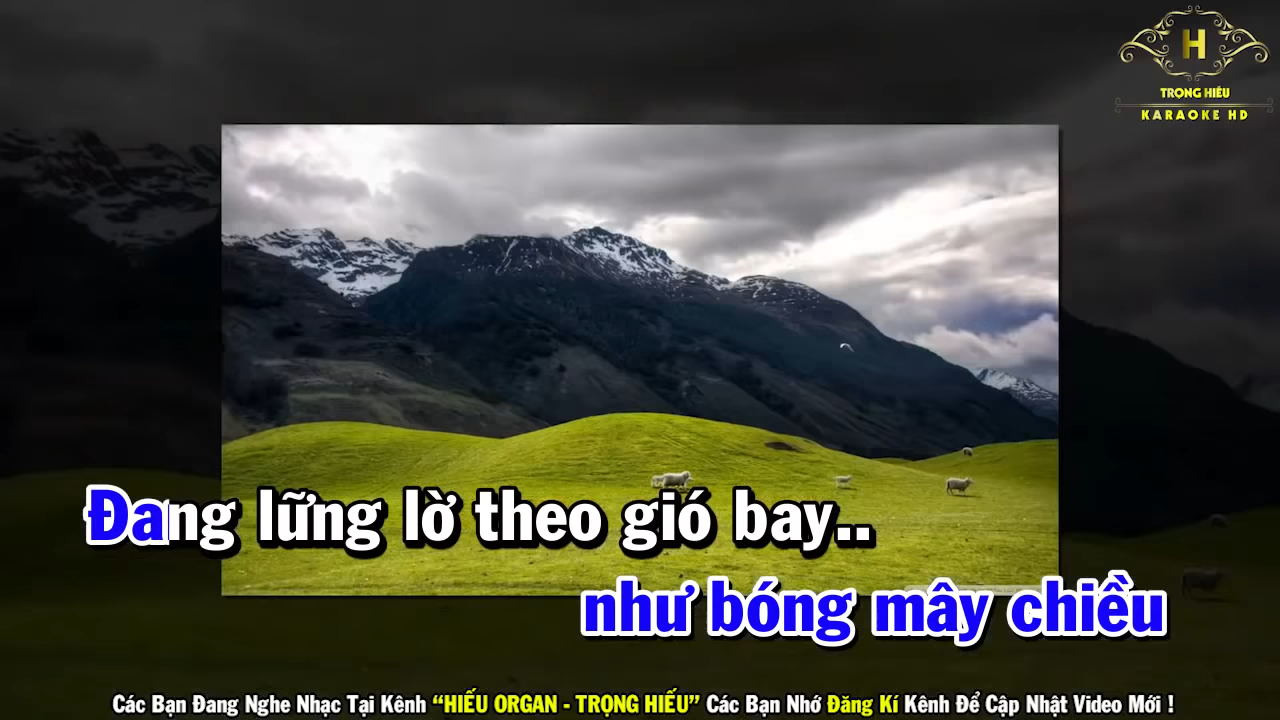 H
TRỌNG HIẾU
KARAOKE HD
Đang lững lờ theo gió bay..
như bóng mây chiều
Các Bạn Đang Nghe Nhạc Tại Kênh “HIẾU ORGAN - TRỌNG HIẾU” Các Bạn Nhớ Đăng Kí Kênh Để Cập Nhật Video Mới !